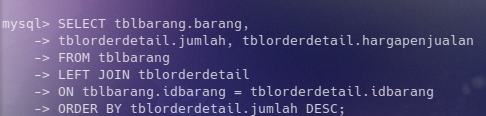 mysql> SELECT tblbarang.barang,
    -> tblorderdetail.jumlah, tblorderdetail.hargapenjualan
    -> FROM tblbarang
    -> LEFT JOIN tblorderdetail
    -> ON tblbarang.idbarang = tblorderdetail.idbarang
    -> ORDER BY tblorderdetail.jumlah DESC;